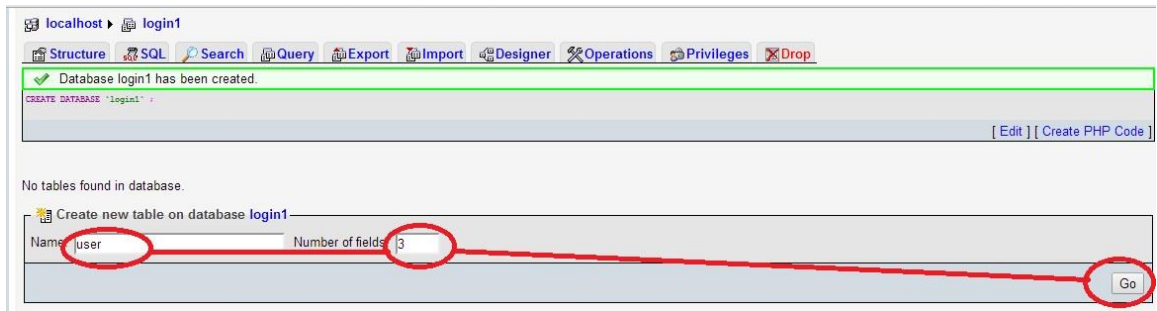 localhost login1
Structure SQL Search Query Export Import Designer Operations Privileges Drop
Database login1 has been created.
CREATE DATABASE `login1` ;
[ Edit ] [ Create PHP Code ]
No tables found in database.
Create new table on database login1
Name: user Number of fields: 3
Go